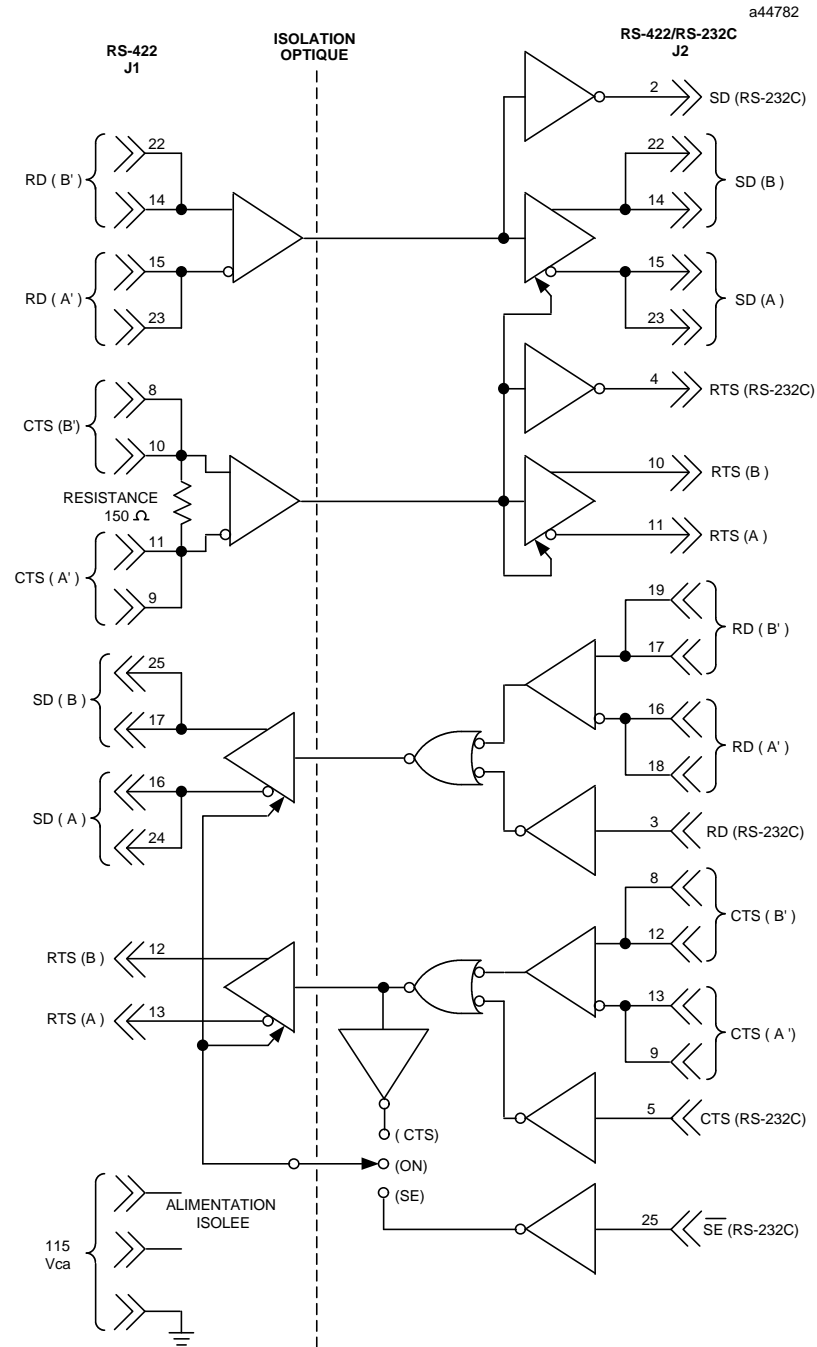 a44782
RS-422
J1
ISOLATION
OPTIQUE
RS-422/RS-232C
J2
2 SD (RS-232C)
RD ( B' )
22
14
22
14
SD ( B )
RD ( A' )
15
23
15
23
SD (A )
4 RTS (RS-232C)
CTS (B')
8
10
10 RTS ( B )
RESISTANCE
150 Ω
11 RTS (A )
CTS ( A' )
11
9
19
17
RD ( B' )
SD ( B )
25
17
16
18
RD ( A' )
SD ( A )
16
24
3 RD (RS-232C)
8
12
CTS ( B' )
RTS (B ) 12
RTS (A ) 13
13
9
CTS ( A ' )
5 CTS (RS-232C)
( CTS)
(ON)
(SE)
25 S̅E̅ (RS-232C)
ALIMENTATION
ISOLEE
115
Vca